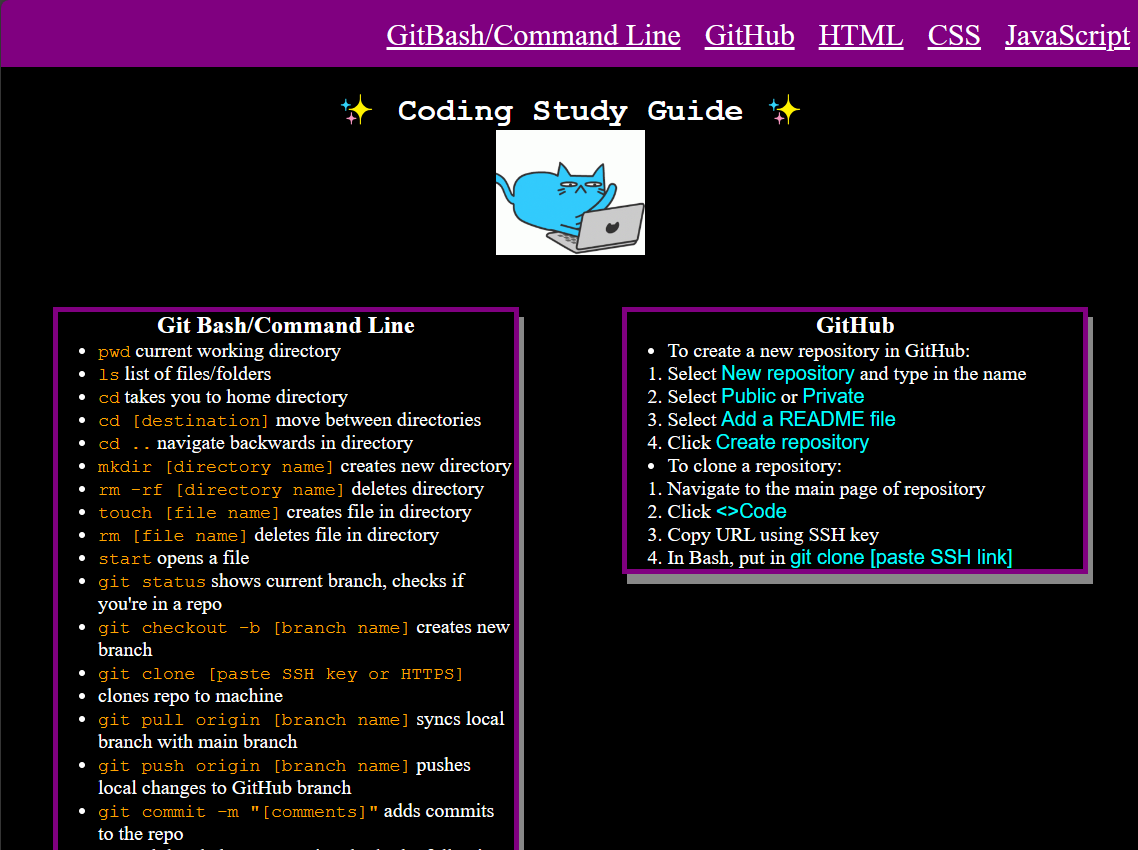 GitBash/Command Line GitHub HTML CSS JavaScript
✨ Coding Study Guide ✨
Git Bash/Command Line
• pwd current working directory
• ls list of files/folders
• cd takes you to home directory
• cd [destination] move between directories
• cd .. navigate backwards in directory
• mkdir [directory name] creates new directory
• rm -rf [directory name] deletes directory
• touch [file name] creates file in directory
• rm [file name] deletes file in directory
• start opens a file
• git status shows current branch, checks if
you're in a repo
• git checkout -b [branch name] creates new
branch
• git clone [paste SSH key or HTTPS]
• clones repo to machine
• git pull origin [branch name] syncs local
branch with main branch
• git push origin [branch name] pushes
local changes to GitHub branch
• git commit -m "[comments]" adds commits
to the repo
GitHub
• To create a new repository in GitHub:
1. Select New repository and type in the name
2. Select Public or Private
3. Select Add a README file
4. Click Create repository
• To clone a repository:
1. Navigate to the main page of repository
2. Click <>Code
3. Copy URL using SSH key
4. In Bash, put in git clone [paste SSH link]